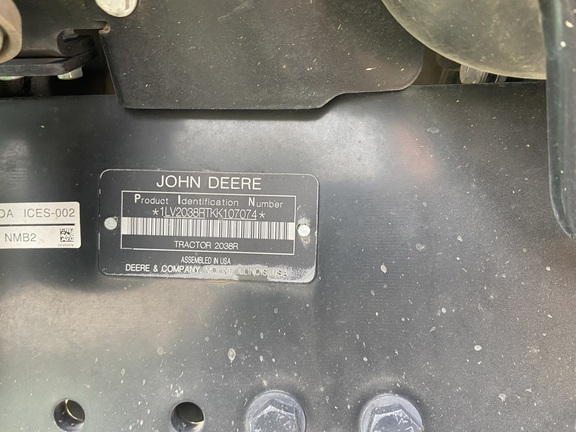 JOHN DEERE
Product Identification Number
*1LV2038RTKK107074*
TRACTOR 2038R
ASSEMBLED IN USA
DEERE & COMPANY MOLINE ILLINOIS USA
DA ICES-002
NMB2